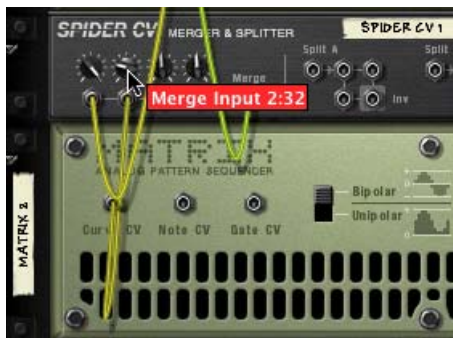 SPIDER CV MERGER & SPLITTER
SPIDER CV 1
Split A
Split
Merge
Inv
Merge Input 2:32
MATRIX
ANALOG PATTERN SEQUENCER
Bipolar
Unipolar
Curve CV
Note CV
Gate CV
MATRIX 2